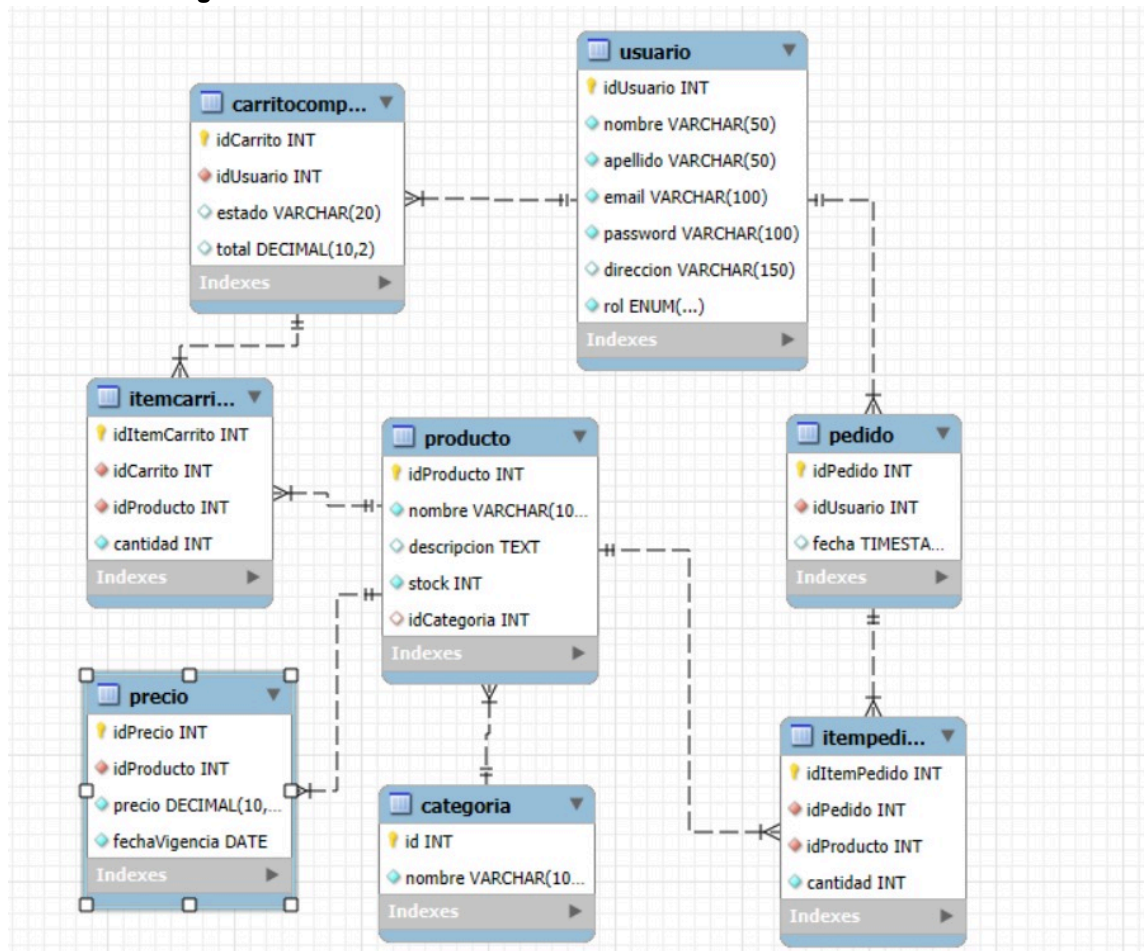 usuario
idUsuario INT
nombre VARCHAR(50)
apellido VARCHAR(50)
email VARCHAR(100)
password VARCHAR(100)
direccion VARCHAR(150)
rol ENUM(...)
Indexes
carritocomp...
idCarrito INT
idUsuario INT
estado VARCHAR(20)
total DECIMAL(10,2)
Indexes
itemcarri...
idItemCarrito INT
idCarrito INT
idProducto INT
cantidad INT
Indexes
producto
idProducto INT
nombre VARCHAR(10...
descripcion TEXT
stock INT
idCategoria INT
Indexes
pedido
idPedido INT
idUsuario INT
fecha TIMESTA...
Indexes
precio
idPrecio INT
idProducto INT
precio DECIMAL(10,...
fechaVigencia DATE
Indexes
categoria
id INT
nombre VARCHAR(10...
Indexes
itempedi...
idItemPedido INT
idPedido INT
idProducto INT
cantidad INT
Indexes